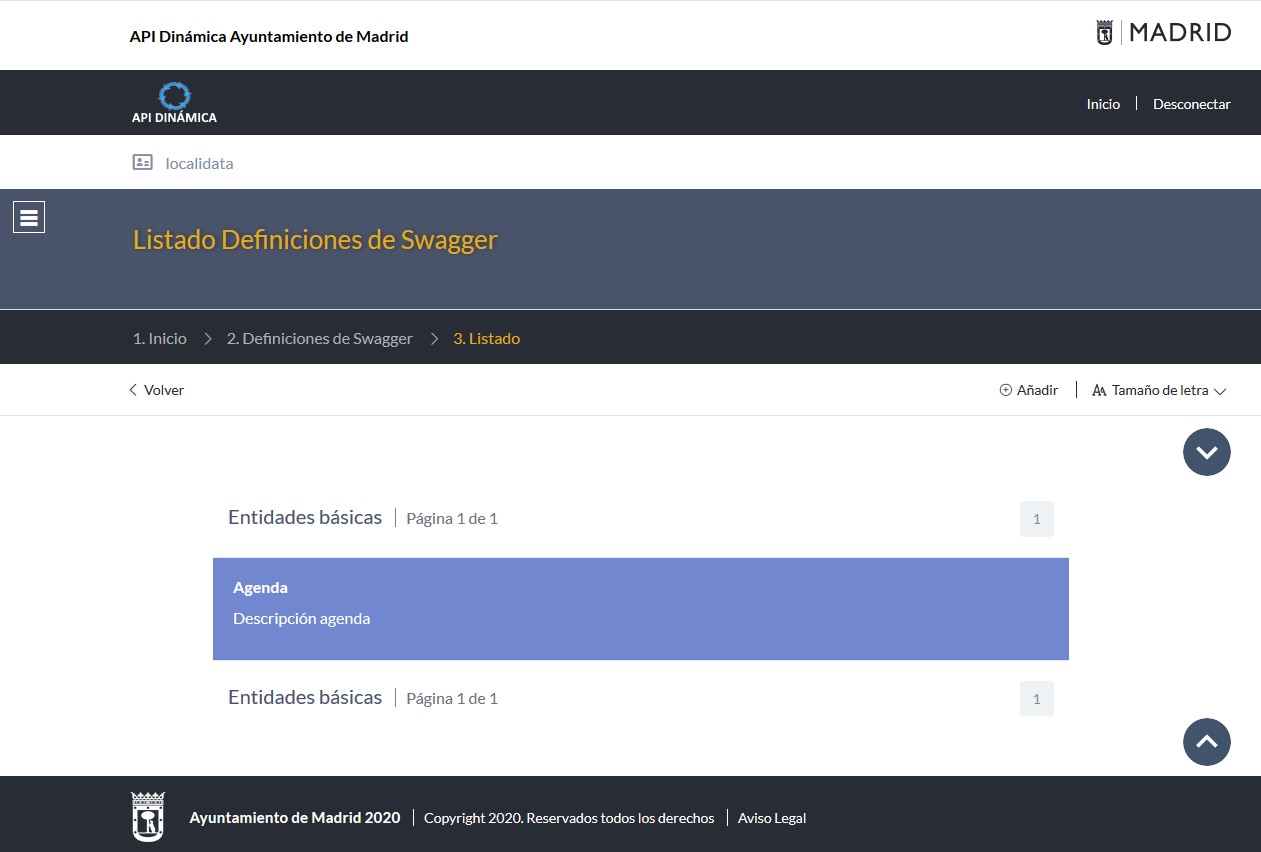 API Dinámica Ayuntamiento de Madrid
MADRID
API DINÁMICA
Inicio
Desconectar
localidata
Listado Definiciones de Swagger
1. Inicio
2. Definiciones de Swagger
3. Listado
Volver
Añadir
AA Tamaño de letra
Entidades básicas
Página 1 de 1
1
Agenda
Descripción agenda
Entidades básicas
Página 1 de 1
1
Ayuntamiento de Madrid 2020
Copyright 2020. Reservados todos los derechos
Aviso Legal